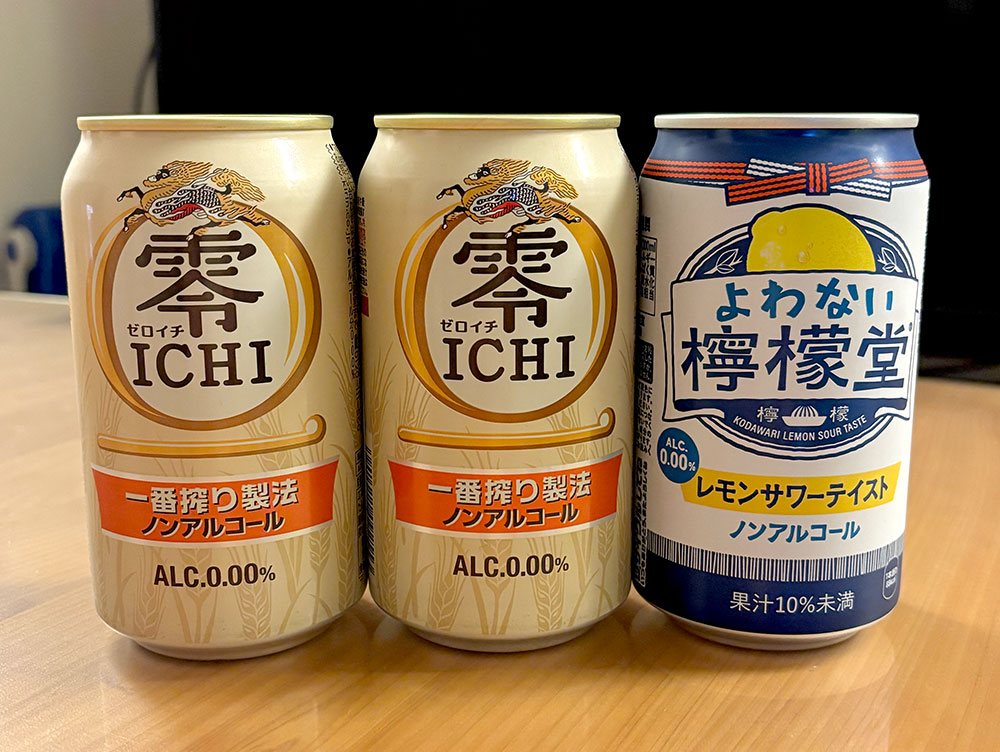 零
ゼロイチ
ICHI
一番搾り製法
ノンアルコール
ALC.0.00%
零
ゼロイチ
ICHI
一番搾り製法
ノンアルコール
ALC.0.00%
よわない
檸檬堂
檸 檬
KODAWARI LEMON SOUR TASTE
ALC.
0.00%
レモンサワーテイスト
ノンアルコール
果汁10%未満